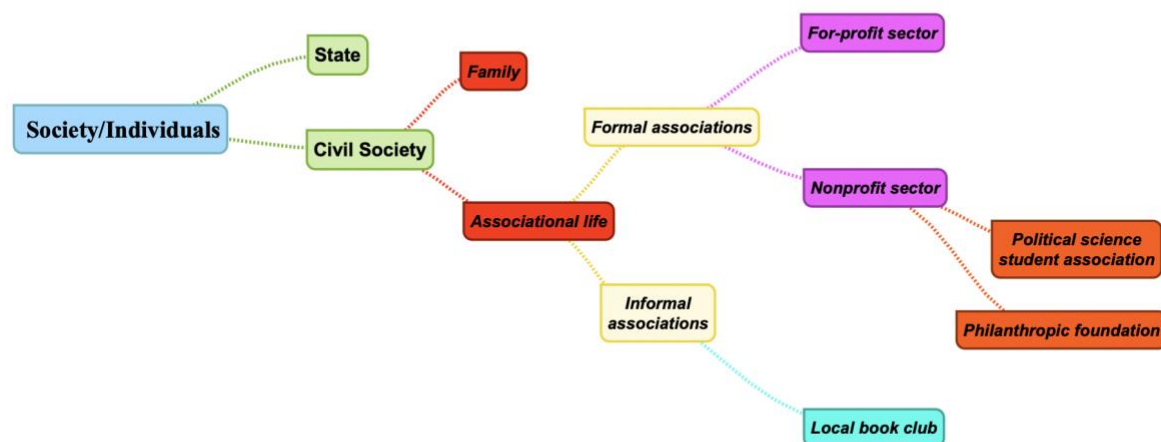 Society/Individuals
State
Civil Society
Family
Associational life
Formal associations
Informal
associations
For-profit sector
Nonprofit sector
Political science
student association
Philanthropic foundation
Local book club